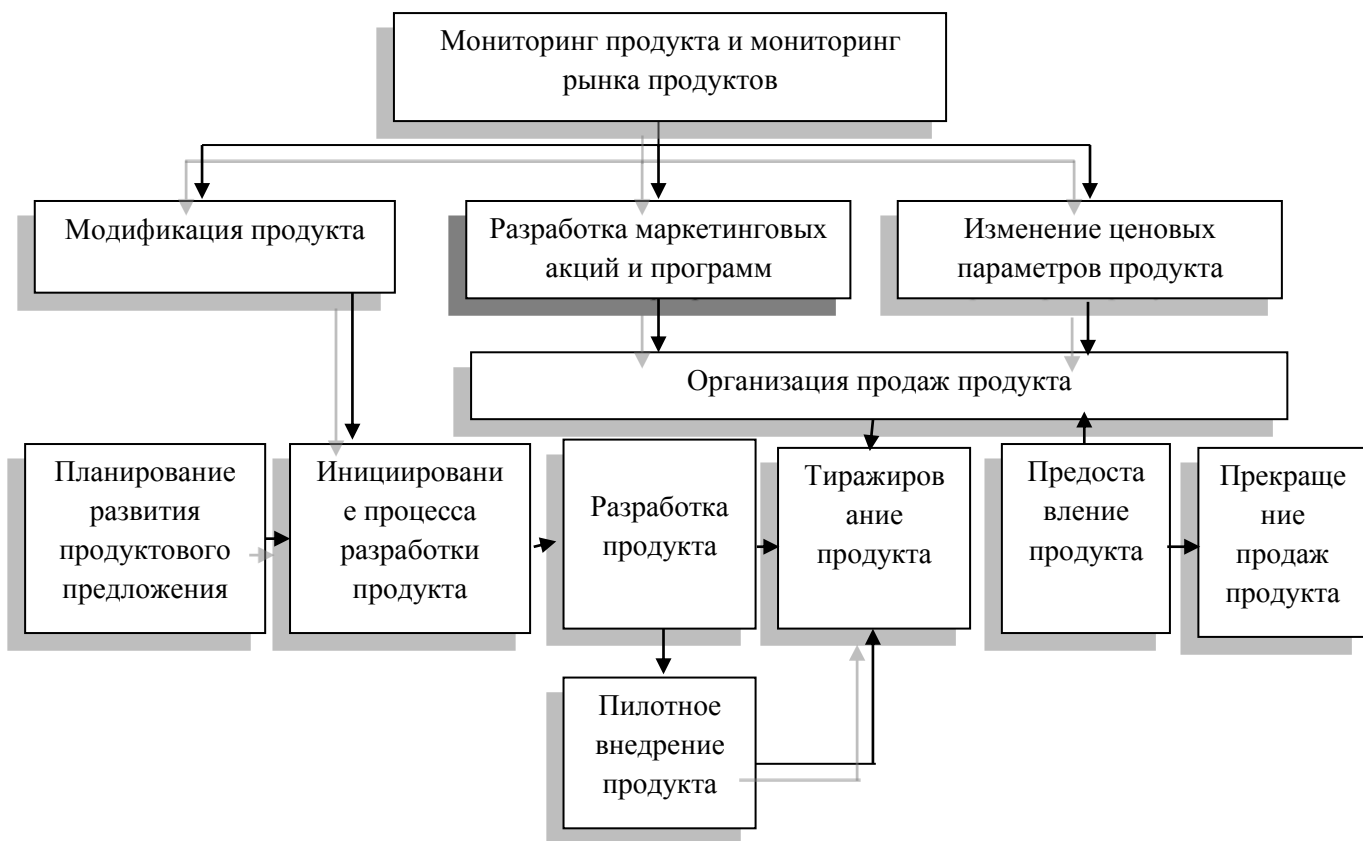 Мониторинг продукта и мониторинг
рынка продуктов
Модификация продукта
Разработка маркетинговых
акций и программ
Изменение ценовых
параметров продукта
Организация продаж продукта
Планирование
развития
продуктового
предложения
Инициировани
е процесса
разработки
продукта
Разработка
продукта
Тиражиров
ание
продукта
Предоста
вление
продукта
Прекраще
ние
продаж
продукта
Пилотное
внедрение
продукта